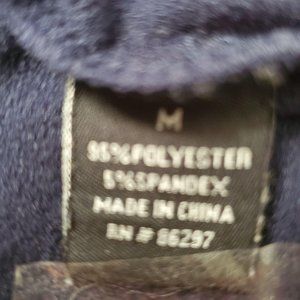 M
95%POLYESTER
5%SPANDEX
MADE IN CHINA
RN # 86297